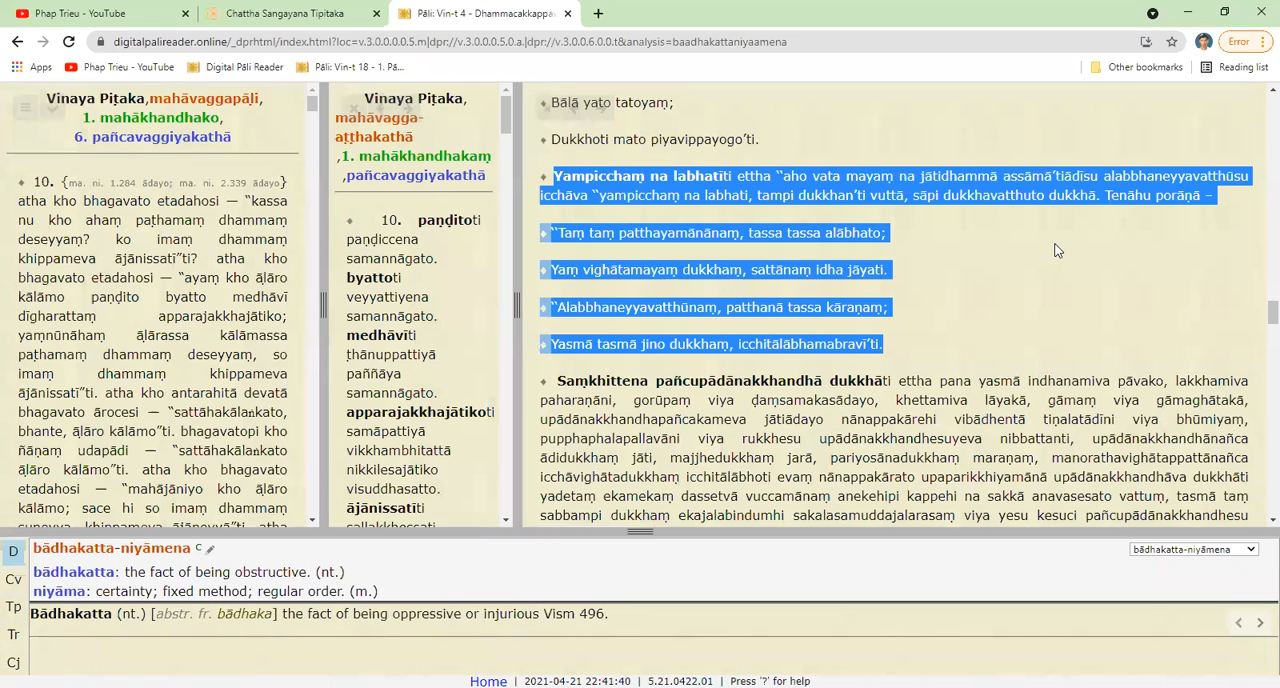 Phap Trieu - YouTube
Chattha Sangayana Tipitaka
Pāli: Vin-t 4 - Dhammacakkappa
digitalpalireader.online/_dprhtml/index.html?loc=v.3.0.0.0.0.5.m|dpr://v.3.0.0.0.5.0.a.|dpr://v.3.0.0.6.0.0.t&analysis=baadhakattaniyaamena
Error
Apps
Phap Trieu - YouTube
Digital Pāli Reader
Pāli: Vin-t 18 - 1. Pa...
Other bookmarks
Reading list
Vinaya Piṭaka,mahāvaggapāḷi,
1. mahākhandhako,
6. pañcavaggiyakathā
10. {ma. ni. 1.284 ādayo; ma. ni. 2.339 ādayo}
atha kho bhagavato etadahosi — “kassa
nu kho ahaṃ paṭhamaṃ dhammaṃ
deseyyaṃ? ko imaṃ dhammaṃ
khippameva ājānissatī”ti? atha kho
bhagavato etadahosi — “ayaṃ kho āḷāro
kālāmo paṇḍito byatto medhāvī
dīgharattaṃ apparajakkhajātiko;
yaṃnūnāhaṃ āḷārassa kālāmassa
paṭhamaṃ dhammaṃ deseyyaṃ, so
imaṃ dhammaṃ khippameva
ājānissatī”ti. atha kho antarahitā devatā
bhagavato ārocesi — “sattāhakālaṅkato,
bhante, āḷāro kālāmo”ti. bhagavatopi kho
ñāṇaṃ udapādi — “sattāhakālaṅkato
āḷāro kālāmo”ti. atha kho bhagavato
etadahosi — “mahājāniyo kho āḷāro
kālāmo; sace hi so imaṃ dhammaṃ
suṇeyya, khippameva ājāneyyā”ti. atha
Vinaya Piṭaka,
mahāvagga-
aṭṭhakathā
,1. mahākhandhakaṃ
,pañcavaggiyakathā
10. paṇḍitoti
paṇḍiccena
samannāgato.
byattoti
veyyattiyena
samannāgato.
medhāvīti
ṭhānuppattiyā
paññāya
samannāgato.
apparajakkhajātikoti
samāpattiyā
vikkhambhitattā
nikkilesajātiko
visuddhasatto.
ājānissatīti
sallakkhessati
Bālā yato tatoyaṃ;
Dukkhoti mato piyavippayogo’ti.
Yampicchaṃ na labhatīti ettha ‘‘aho vata mayaṃ na jātidhammā assāmā’tiādīsu alabbhaneyyavatthūsu
icchāva ‘‘yampicchaṃ na labhati, tampi dukkhan’ti vuttā, sāpi dukkhavatthuto dukkhā. Tenāhu porāṇā –
‘‘Taṃ taṃ patthayamānānaṃ, tassa tassa alābhato;
Yaṃ vighātamayaṃ dukkhaṃ, sattānaṃ idha jāyati.
‘‘Alabbhaneyyavatthūnaṃ, patthanā tassa kāraṇaṃ;
Yasmā tasmā jino dukkhaṃ, icchitālābhamabravī’ti.
Saṃkhittena pañcupādānakkhandhā dukkhāti ettha pana yasmā indhanamiva pāvako, lakkhamiva
paharaṇāni, gorūpaṃ viya ḍaṃsamakasādayo, khettamiva lāyakā, gāmaṃ viya gāmaghātakā,
upādānakkhandhapañcakameva jātiādayo nānappakārehi vibādhentā tiṇalatādīni viya bhūmiyaṃ,
pupphaphalapallavāni viya rukkhesu upādānakkhandhesuyeva nibbattanti, upādānakkhandhānañca
ādidukkhaṃ jāti, majjhedukkhaṃ jarā, pariyosānadukkhaṃ maraṇaṃ, manorathavighātappattānañca
icchāvighātadukkhaṃ icchitālābhoti evaṃ nānappakārato upaparikkhiyamānā upādānakkhandhāva dukkhāti
yadetaṃ ekamekaṃ dassetvā vuccamānaṃ anekehipi kappehi na sakkā anavasesato vattuṃ, tasmā taṃ
sabbampi dukkhaṃ ekajalabindumhi sakalasamuddajalarasaṃ viya yesu kesuci pañcupādānakkhandhesu
D
Cv
Tp
Tr
Cj
bādhakatta-niyāmena c
bādhakatta-niyāmena
bādhakatta: the fact of being obstructive. (nt.)
niyāma: certainty; fixed method; regular order. (m.)
Bādhakatta (nt.) [abstr. fr. bādhaka] the fact of being oppressive or injurious Vism 496.
Home | 2021-04-21 22:41:40 | 5.21.0422.01 | Press '?' for help